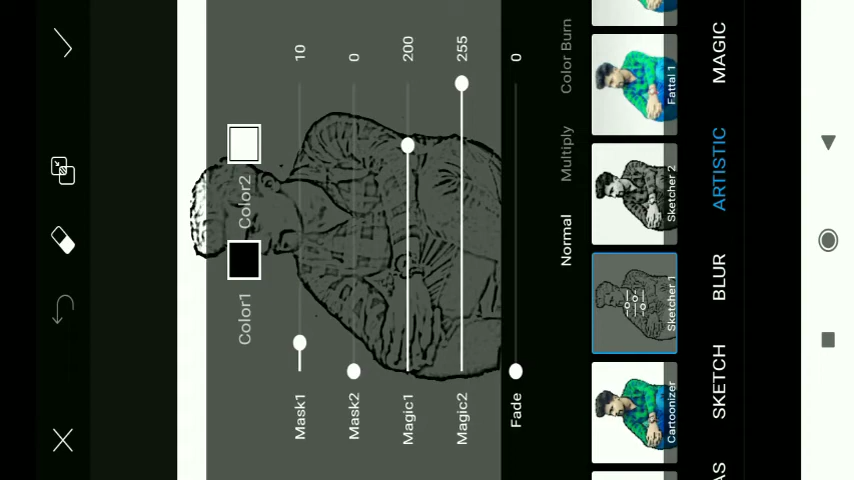 Color1
Color2
Mask1 10
Mask2 0
Magic1 200
Magic2 255
Fade 0
Normal Multiply Color Burn
Cartoonizer Sketcher 1 Sketcher 2 Fattal 1
AS SKETCH BLUR ARTISTIC MAGIC